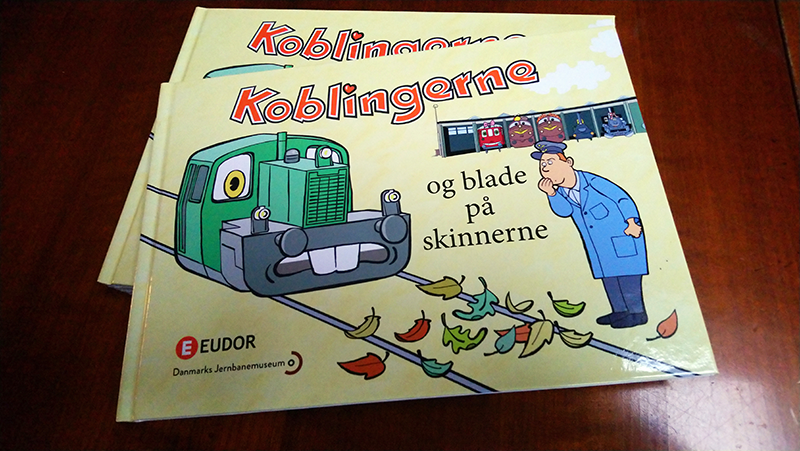 Koblingerne
Koblingerne
og blade
på
skinnerne
E EUDOR
Danmarks Jernbanemuseum